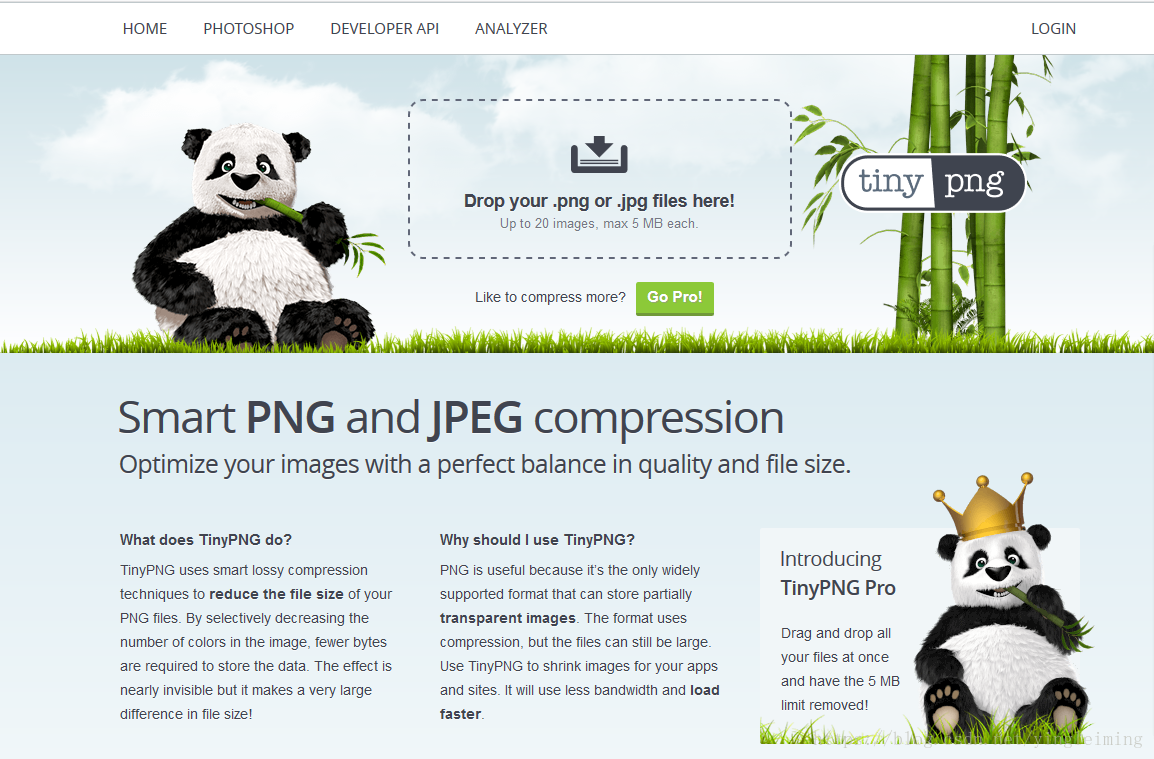 HOME PHOTOSHOP DEVELOPER API ANALYZER LOGIN
Drop your .png or .jpg files here!
Up to 20 images, max 5 MB each.
tiny png
Like to compress more? Go Pro!
Smart PNG and JPEG compression
Optimize your images with a perfect balance in quality and file size.
What does TinyPNG do?
TinyPNG uses smart lossy compression
techniques to reduce the file size of your
PNG files. By selectively decreasing the
number of colors in the image, fewer bytes
are required to store the data. The effect is
nearly invisible but it makes a very large
difference in file size!
Why should I use TinyPNG?
PNG is useful because it's the only widely
supported format that can store partially
transparent images. The format uses
compression, but the files can still be large.
Use TinyPNG to shrink images for your apps
and sites. It will use less bandwidth and load
faster.
Introducing
TinyPNG Pro
Drag and drop all
your files at once
and have the 5 MB
limit removed!